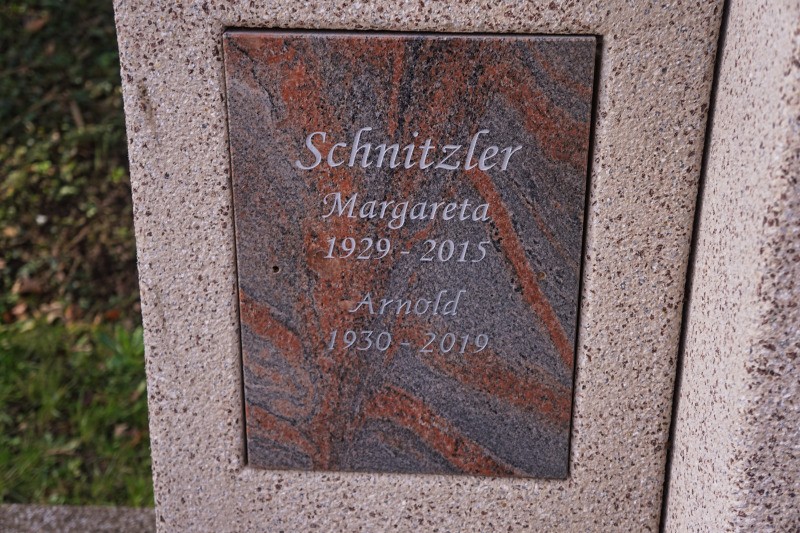 Schnitzler
Margareta
1929 - 2015
Arnold
1930 - 2019